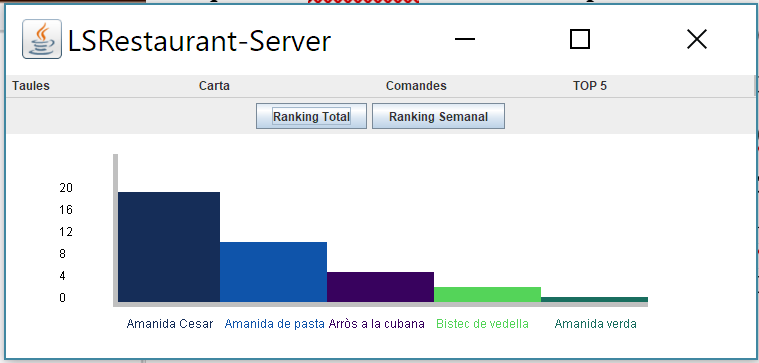 LSRestaurant-Server
Taules Carta Comandes TOP 5
Ranking Total Ranking Semanal
20
16
12
8
4
0
Amanida Cesar Amanida de pasta Arròs a la cubana Bistec de vedella Amanida verda